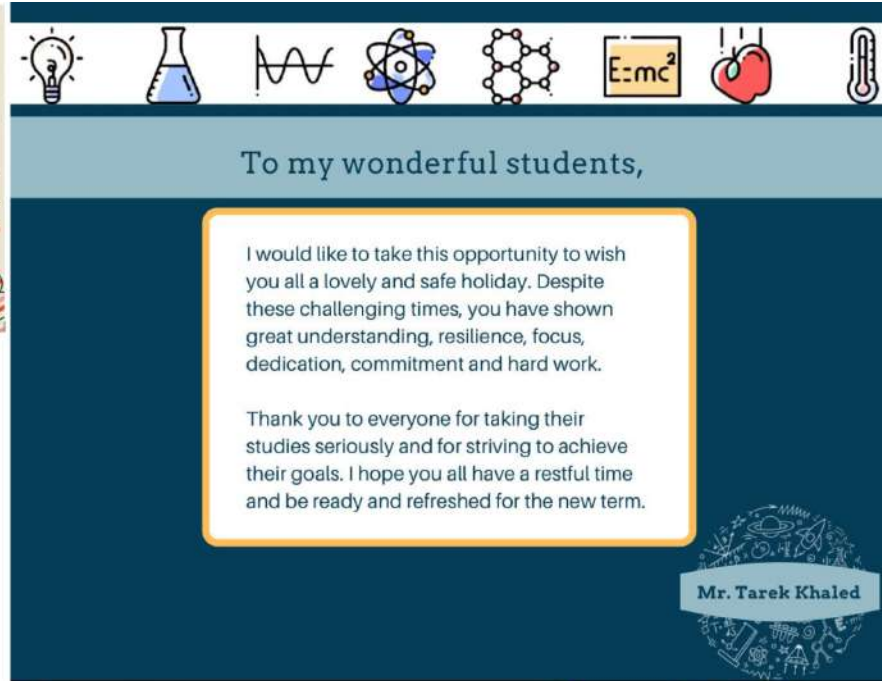 E=mc²
To my wonderful students,
I would like to take this opportunity to wish
you all a lovely and safe holiday. Despite
these challenging times, you have shown
great understanding, resilience, focus,
dedication, commitment and hard work.
Thank you to everyone for taking their
studies seriously and for striving to achieve
their goals. I hope you all have a restful time
and be ready and refreshed for the new term.
Mr. Tarek Khaled